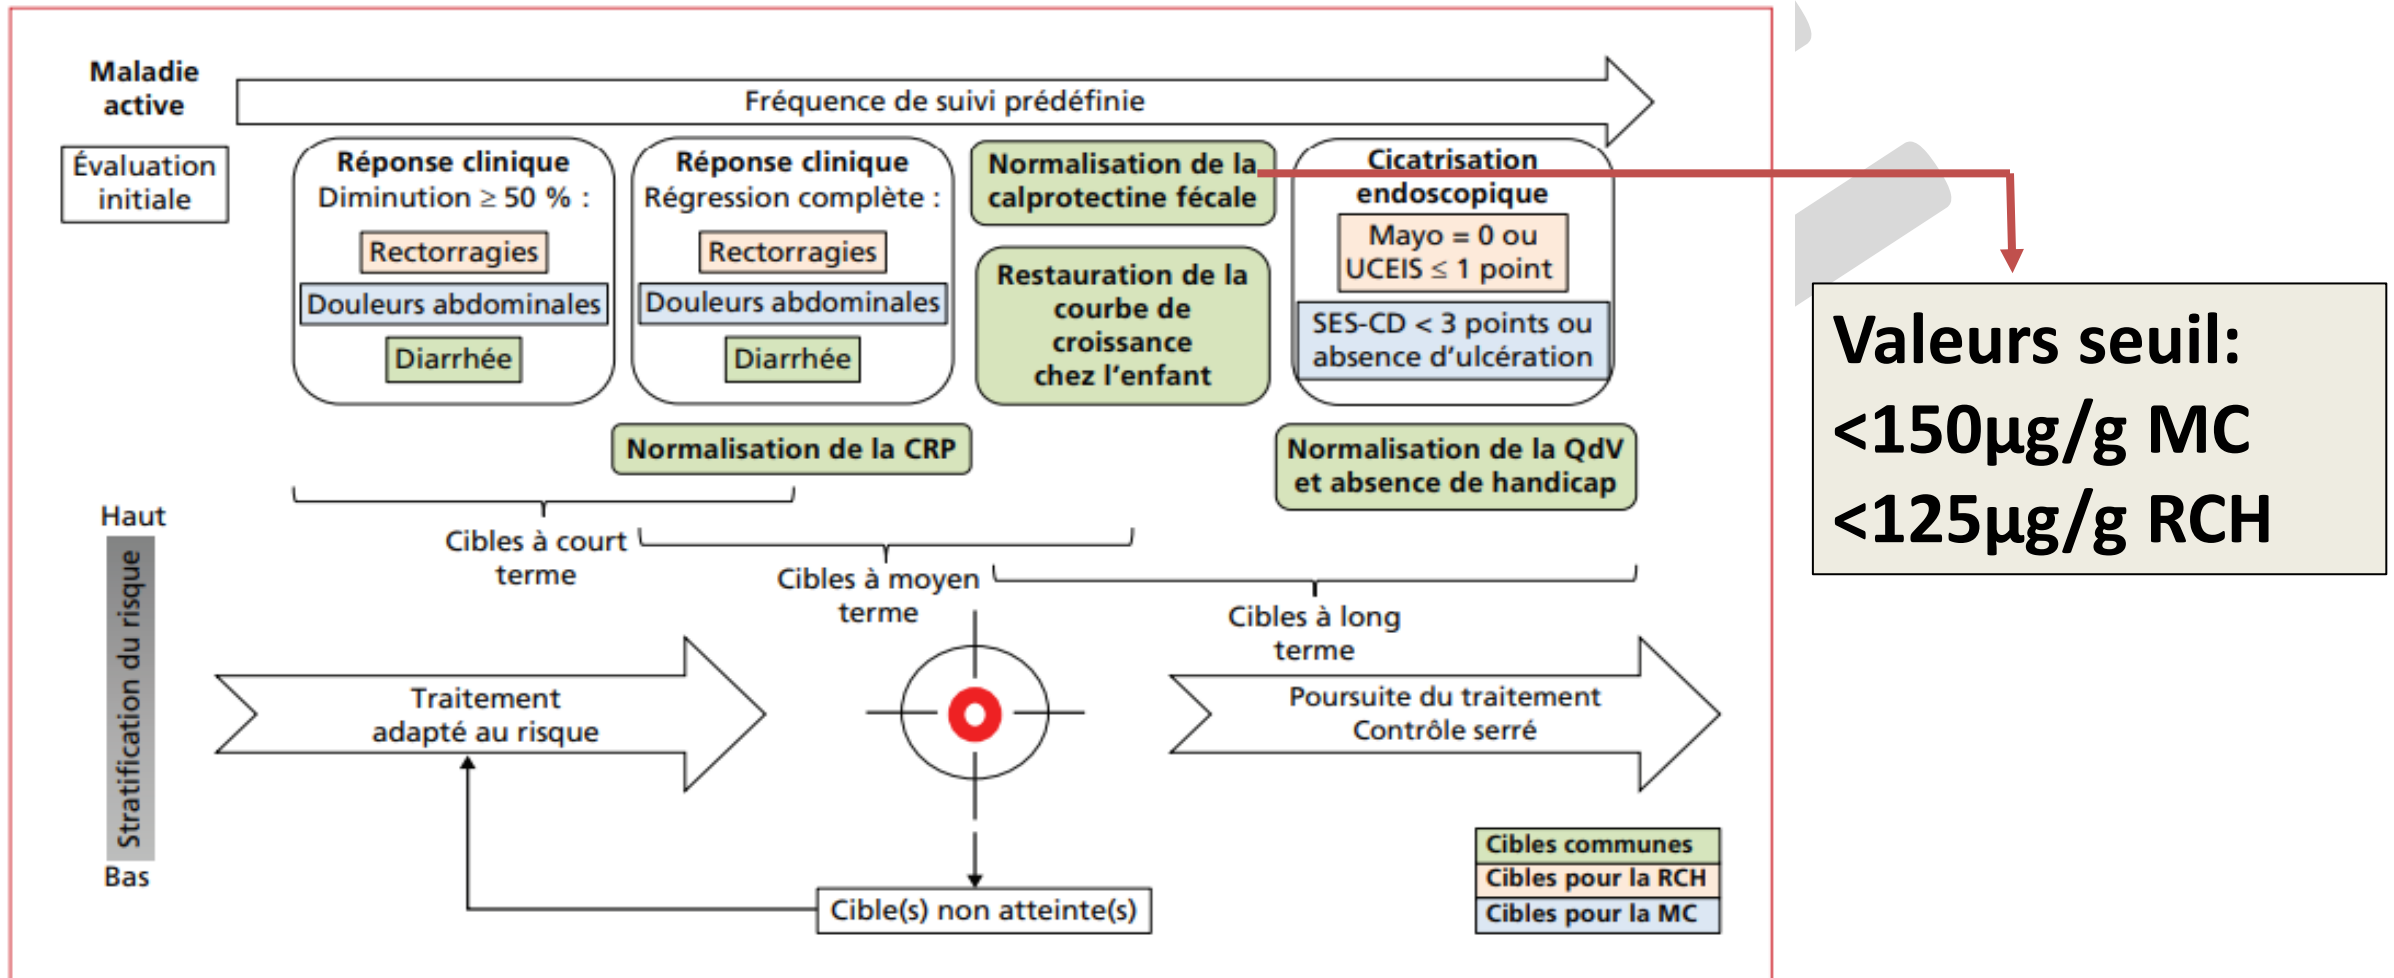 Maladie
active
Fréquence de suivi prédéfinie
Évaluation
initiale
Réponse clinique
Diminution ≥ 50 % :
Rectorragies
Douleurs abdominales
Diarrhée
Réponse clinique
Régression complète :
Rectorragies
Douleurs abdominales
Diarrhée
Normalisation de la
calprotectine fécale
Restauration de la
courbe de
croissance
chez l'enfant
Cicatrisation
endoscopique
Mayo = 0 ou
UCEIS ≤ 1 point
SES-CD < 3 points ou
absence d'ulcération
Normalisation de la CRP
Normalisation de la QdV
et absence de handicap
Valeurs seuil:
<150µg/g MC
<125µg/g RCH
Cibles à court
terme
Cibles à moyen
terme
Cibles à long
terme
Haut
Stratification du risque
Bas
Traitement
adapté au risque
Poursuite du traitement
Contrôle serré
Cible(s) non atteinte(s)
Cibles communes
Cibles pour la RCH
Cibles pour la MC